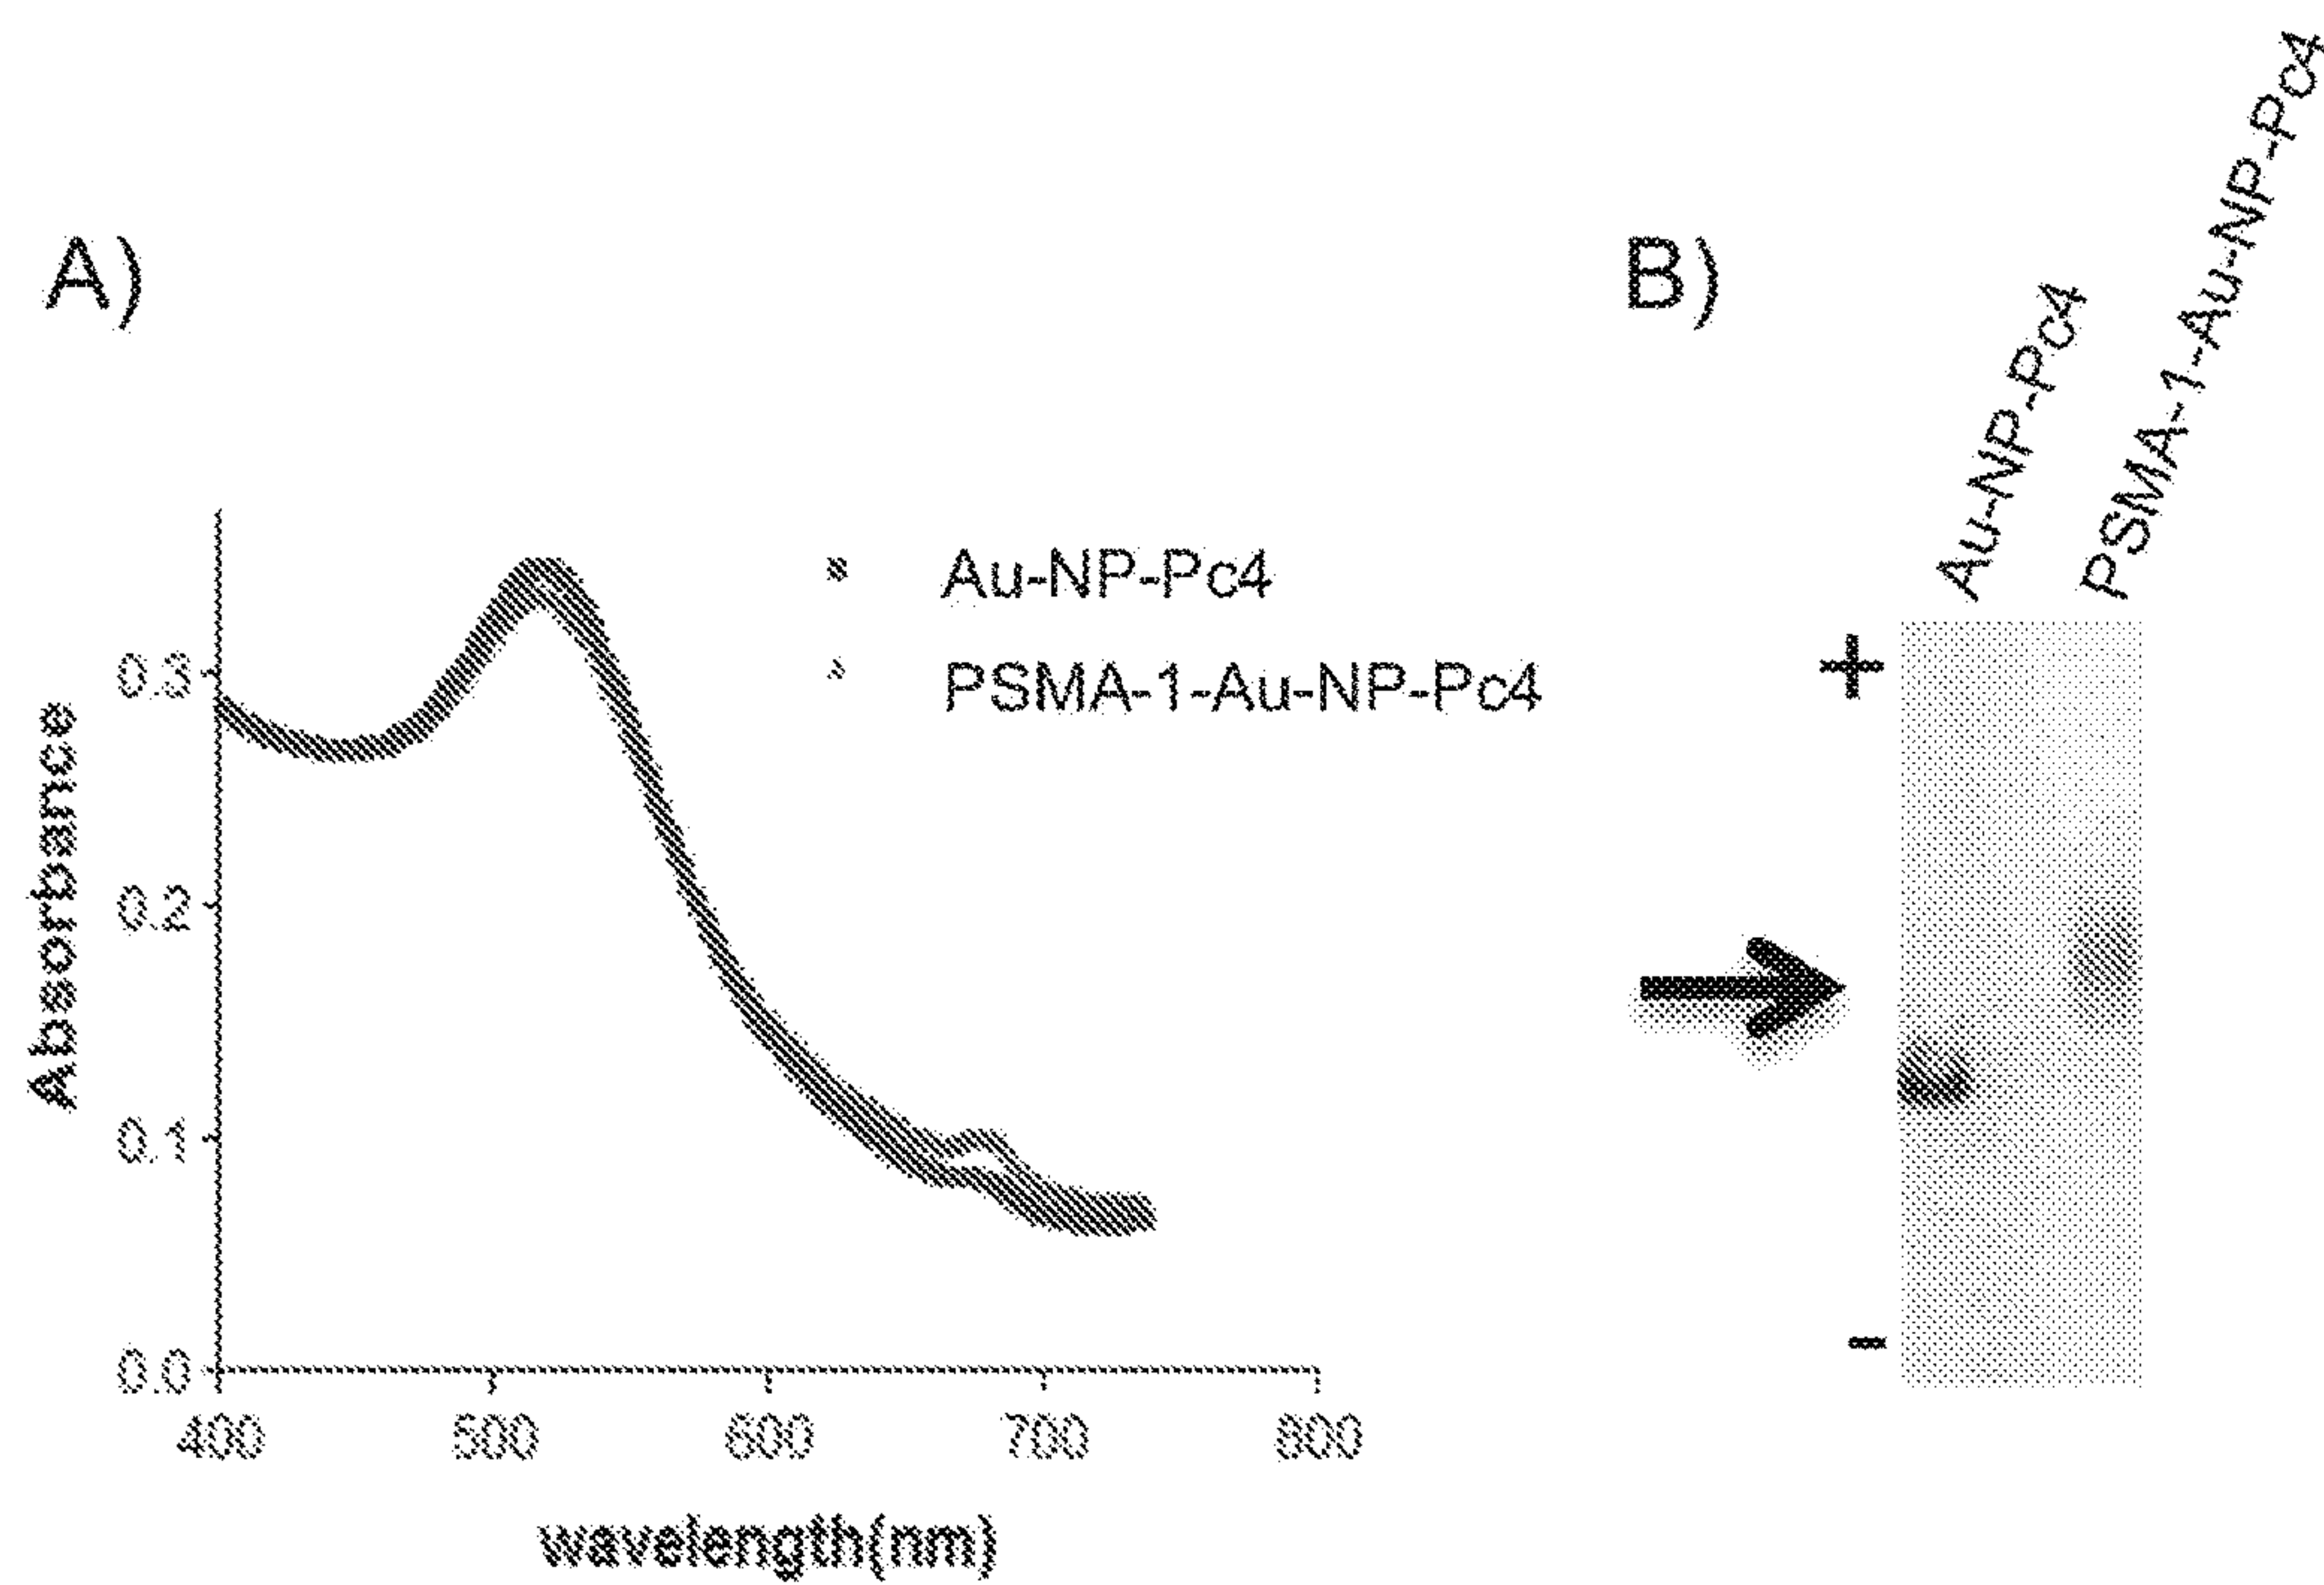 A)
Absorbance
0.3
0.2
0.1
0.0
400 500 600 700 800
wavelength(nm)
Au-NP-Pc4
PSMA-1-Au-NP-Pc4
B)
Au-NP-Pc4
PSMA-1-Au-NP-Pc4
+
-